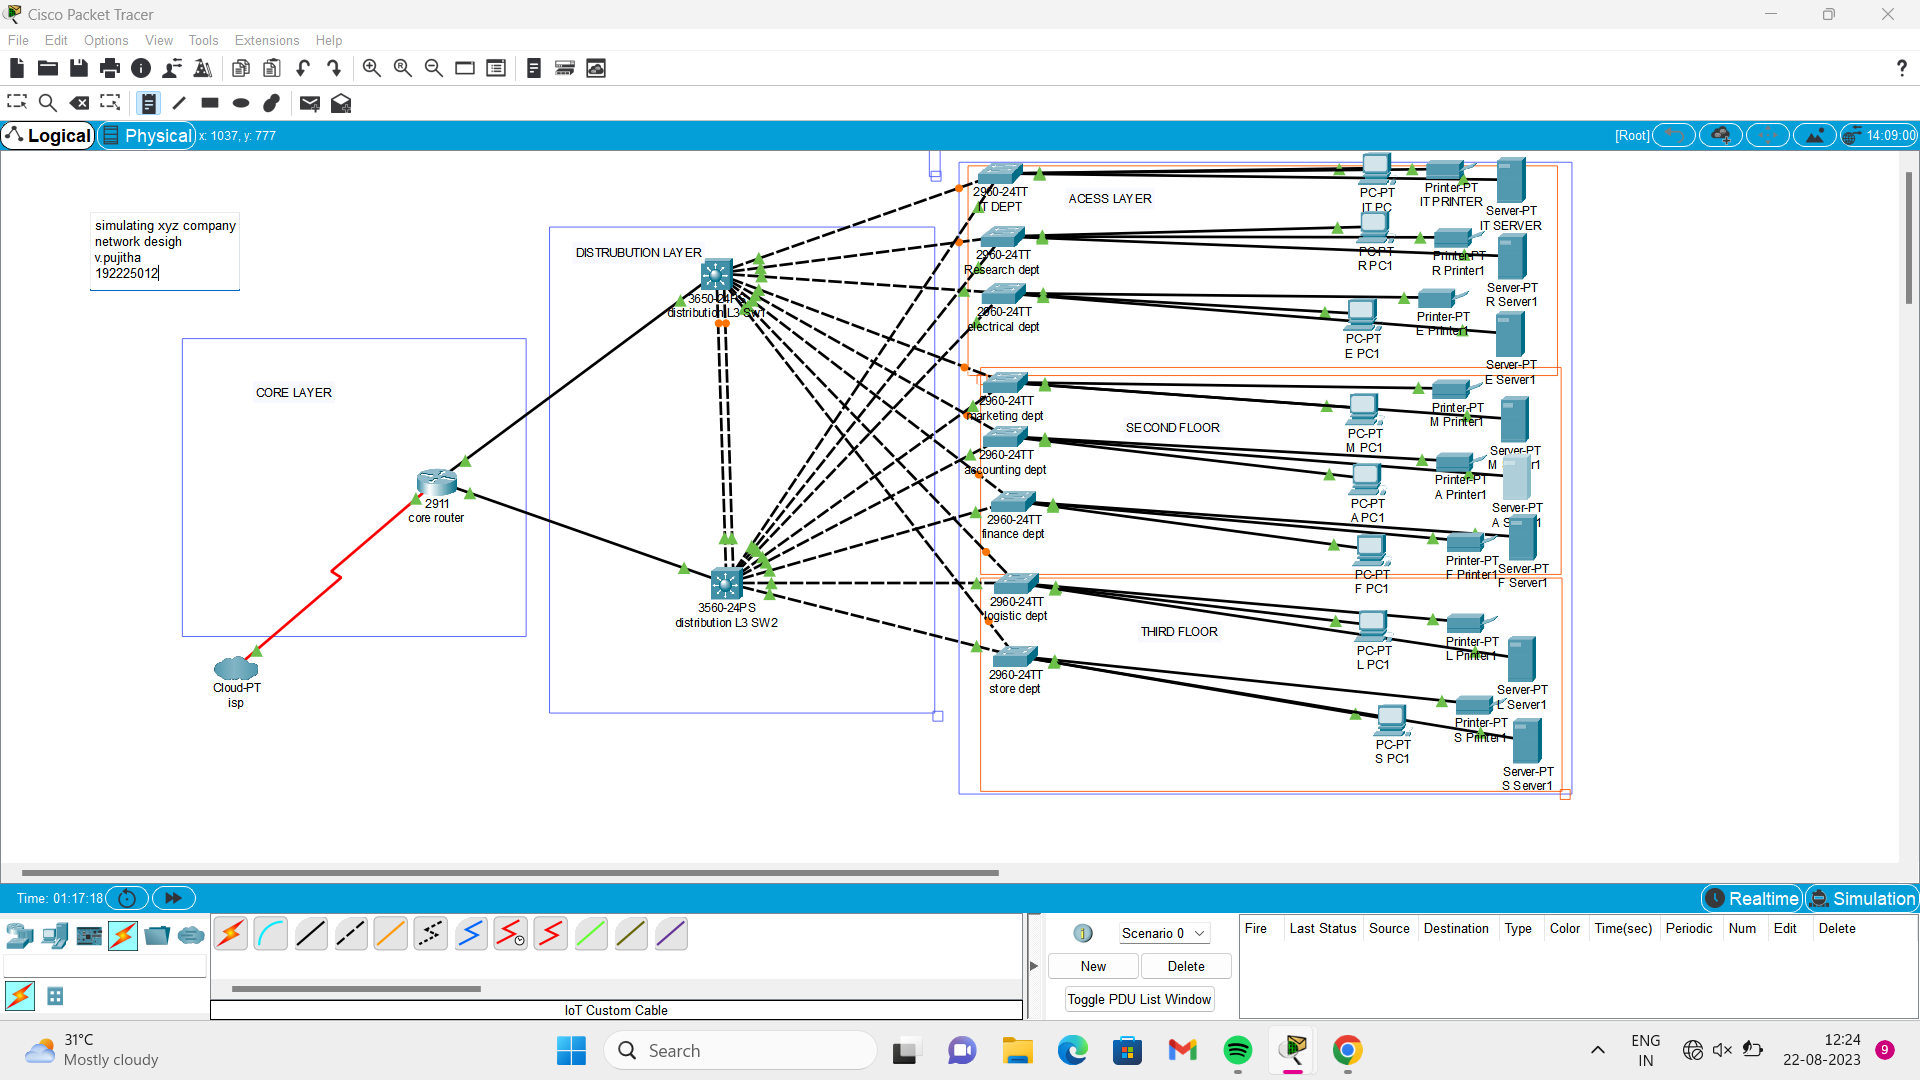 Cisco Packet Tracer
File Edit Options View Tools Extensions Help
Logical
Physical
x: 1037, y: 777
[Root]
14:09:00
simulating xyz company
network desigh
v.pujitha
192225012
CORE LAYER
2911
core router
Cloud-PT
isp
DISTRUBUTION LAYER
distribution L3 SW1
3560-24PS
distribution L3 SW2
ACESS LAYER
2960-24TT
IT DEPT
2960-24TT
Research dept
2960-24TT
electrical dept
PC-PT
IT PC
Printer-PT
IT PRINTER
Server-PT
IT SERVER
PC-PT
R PC1
Printer-PT
R Printer1
Server-PT
R Server1
PC-PT
E PC1
Printer-PT
E Printer1
Server-PT
E Server1
SECOND FLOOR
2960-24TT
marketing dept
2960-24TT
accounting dept
2960-24TT
finance dept
PC-PT
M PC1
Printer-PT
M Printer1
Server-PT
PC-PT
A PC1
Printer-PT
A Printer1
Server-PT
PC-PT
F PC1
Printer-PT
F Printer1
Server-PT
F Server1
THIRD FLOOR
2960-24TT
logistic dept
2960-24TT
store dept
PC-PT
L PC1
Printer-PT
L Printer1
Server-PT
L Server1
PC-PT
S PC1
Printer-PT
S Printer1
Server-PT
S Server1
Time: 01:17:18
Realtime
Simulation
Scenario 0
New
Delete
Toggle PDU List Window
Fire Last Status Source Destination Type Color Time(sec) Periodic Num Edit Delete
IoT Custom Cable
31°C
Mostly cloudy
Search
ENG
IN
12:24
22-08-2023
9